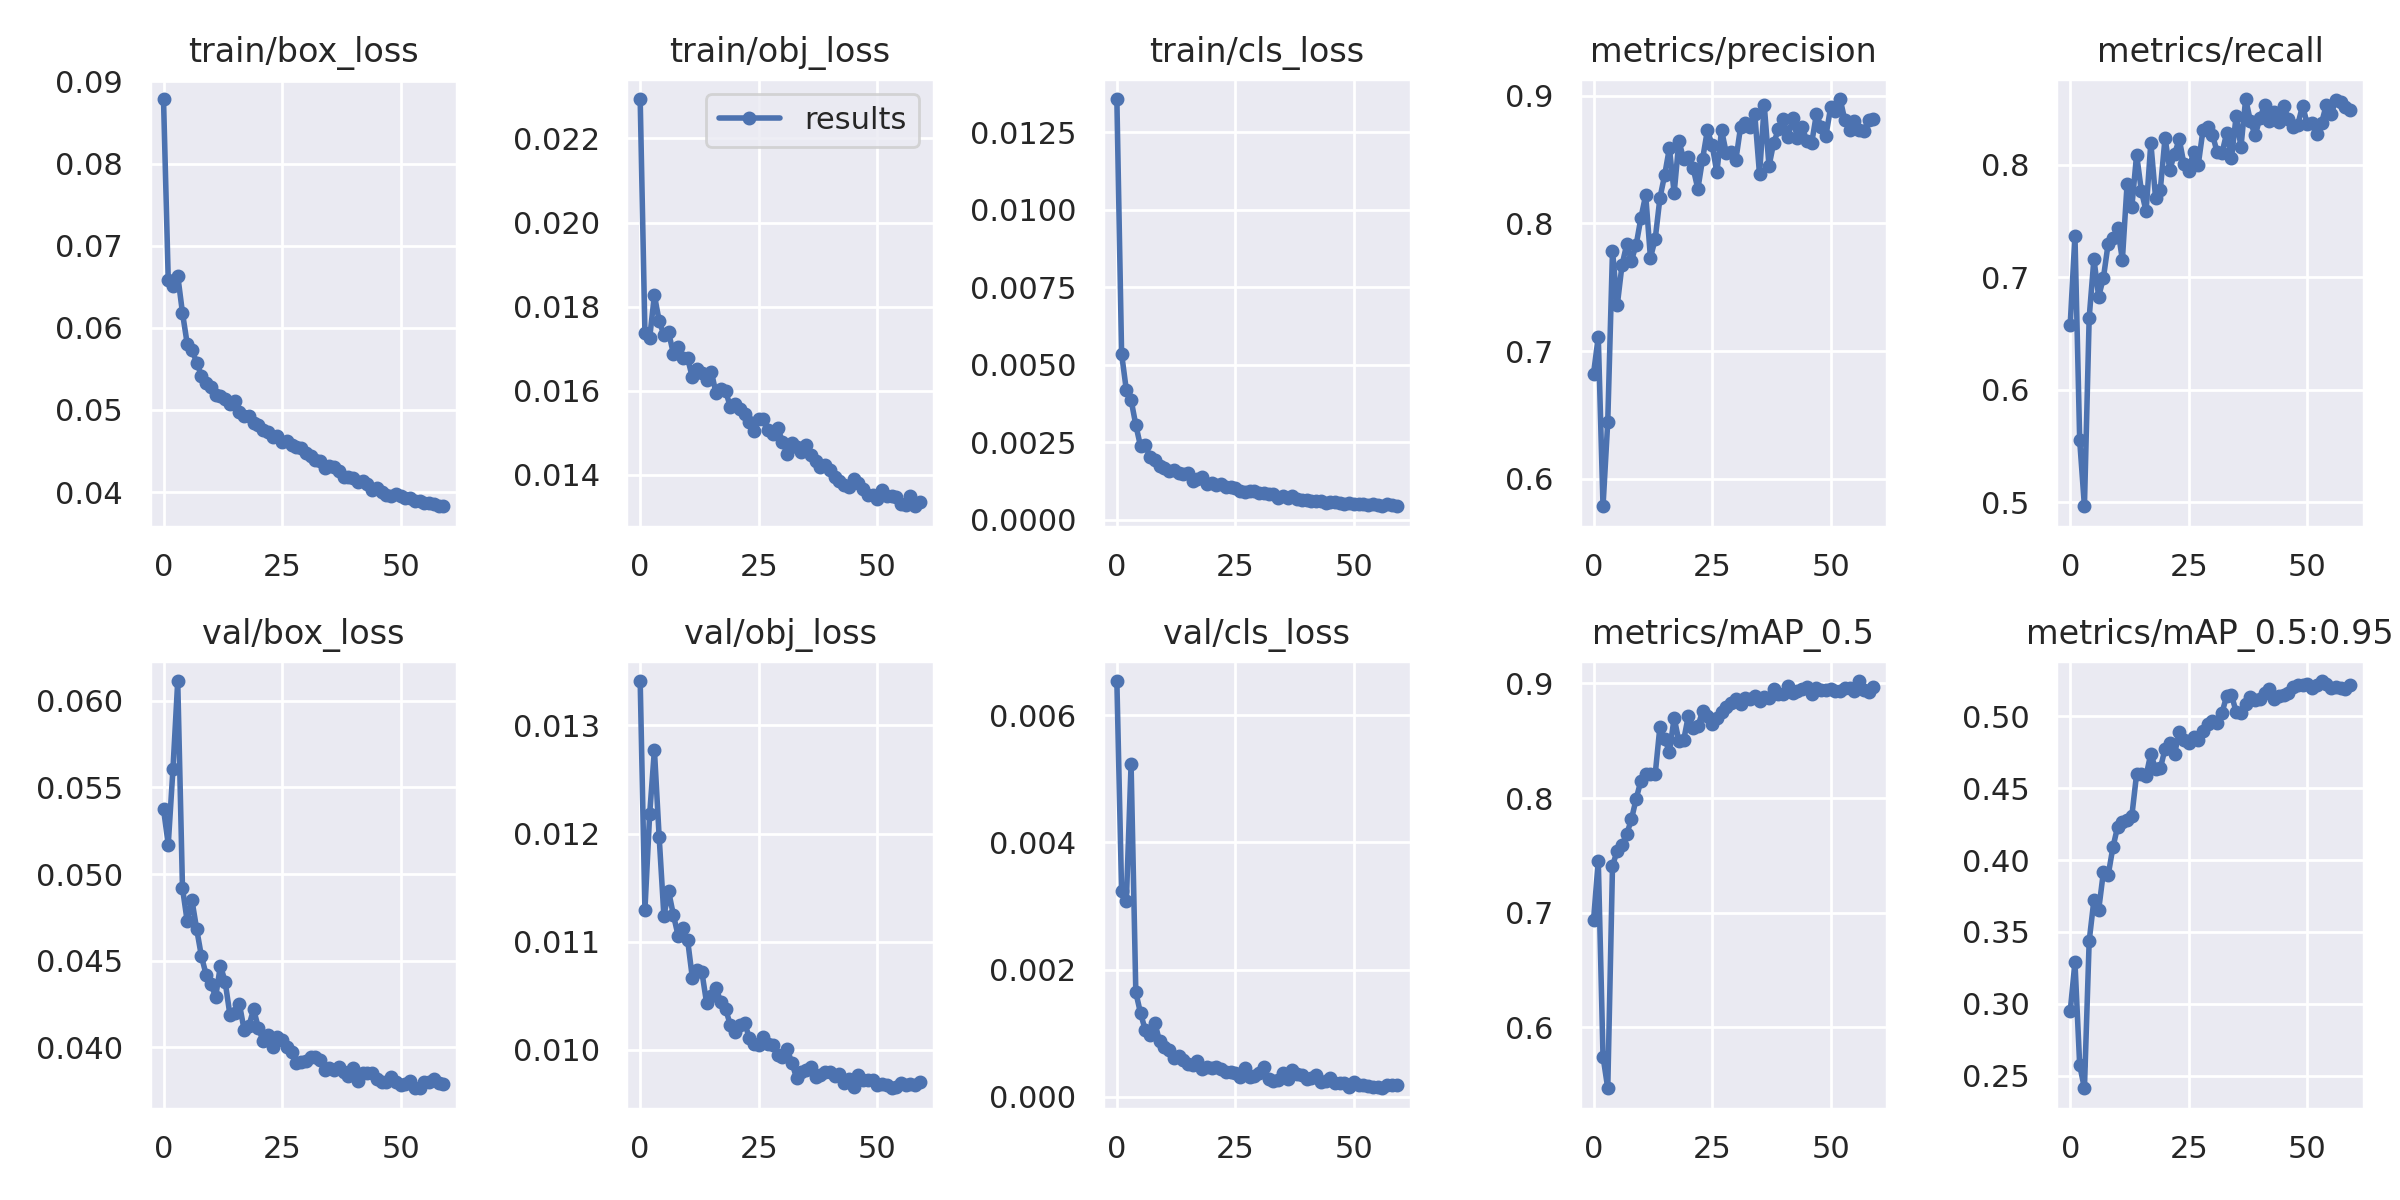 train/box_loss
0.09
0.08
0.07
0.06
0.05
0.04
0 25 50
train/obj_loss
results
0.022
0.020
0.018
0.016
0.014
0 25 50
train/cls_loss
0.0125
0.0100
0.0075
0.0050
0.0025
0.0000
0 25 50
metrics/precision
0.9
0.8
0.7
0.6
0 25 50
metrics/recall
0.8
0.7
0.6
0.5
0 25 50
val/box_loss
0.060
0.055
0.050
0.045
0.040
0 25 50
val/obj_loss
0.013
0.012
0.011
0.010
0 25 50
val/cls_loss
0.006
0.004
0.002
0.000
0 25 50
metrics/mAP_0.5
0.9
0.8
0.7
0.6
0 25 50
metrics/mAP_0.5:0.95
0.50
0.45
0.40
0.35
0.30
0.25
0 25 50